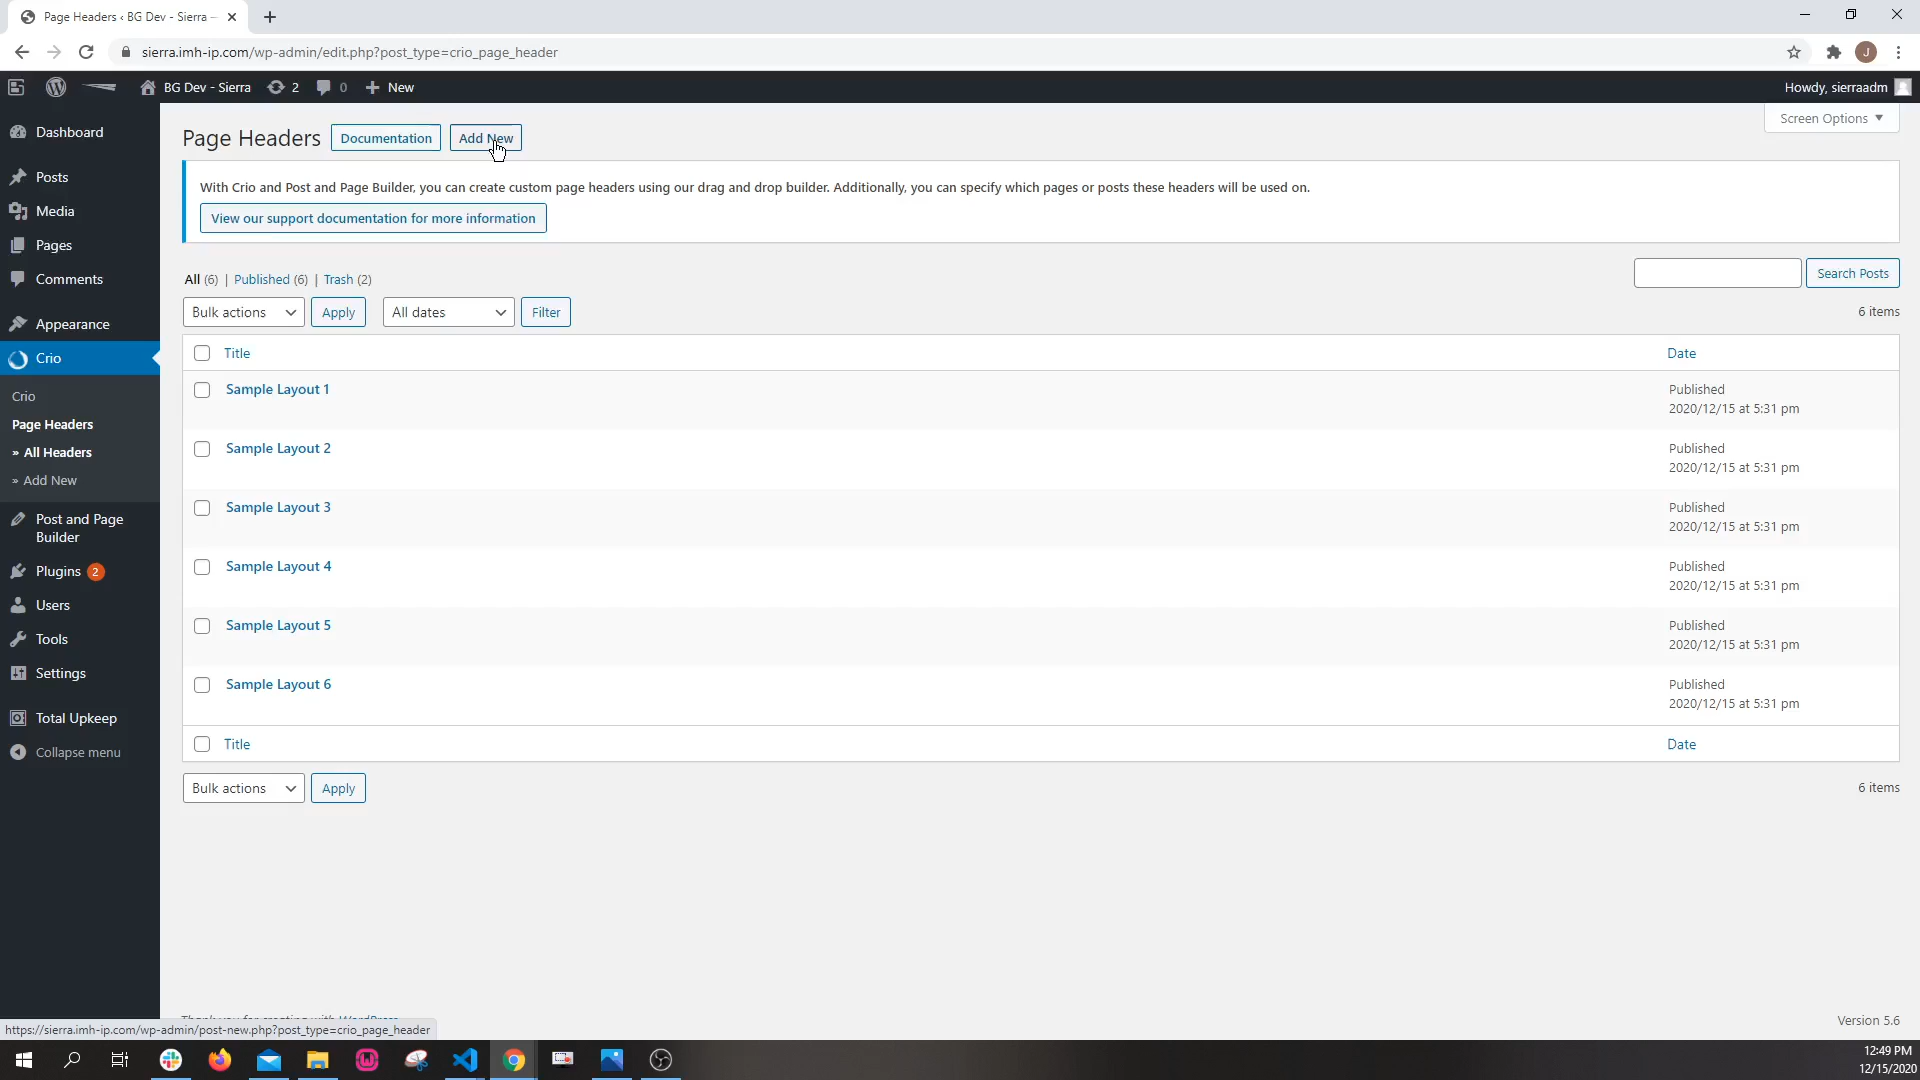 Page Headers ‹ BG Dev - Sierra —
sierra.imh-ip.com/wp-admin/edit.php?post_type=crio_page_header
J
BG Dev - Sierra 2 0 New
Howdy, sierraadm
Dashboard
Posts
Media
Pages
Comments
Appearance
Crio
Crio
Page Headers
» All Headers
» Add New
Post and Page
Builder
Plugins 2
Users
Tools
Settings
Total Upkeep
Collapse menu
Page Headers Documentation Add New
Screen Options
With Crio and Post and Page Builder, you can create custom page headers using our drag and drop builder. Additionally, you can specify which pages or posts these headers will be used on.
View our support documentation for more information
All (6) | Published (6) | Trash (2)
Search Posts
Bulk actions Apply All dates Filter
6 items
Title Date
Sample Layout 1 Published
2020/12/15 at 5:31 pm
Sample Layout 2 Published
2020/12/15 at 5:31 pm
Sample Layout 3 Published
2020/12/15 at 5:31 pm
Sample Layout 4 Published
2020/12/15 at 5:31 pm
Sample Layout 5 Published
2020/12/15 at 5:31 pm
Sample Layout 6 Published
2020/12/15 at 5:31 pm
Title Date
Bulk actions Apply
6 items
Thank you for creating with WordPress
Version 5.6
https://sierra.imh-ip.com/wp-admin/post-new.php?post_type=crio_page_header
12:49 PM
12/15/2020